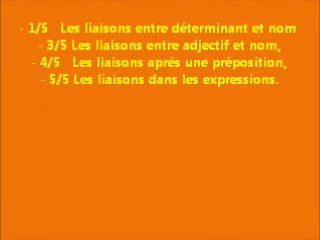 - 1/5 Les liaisons entre déterminant et nom
- 3/5 Les liaisons entre adjectif et nom,
- 4/5 Les liaisons après une préposition,
- 5/5 Les liaisons dans les expressions.